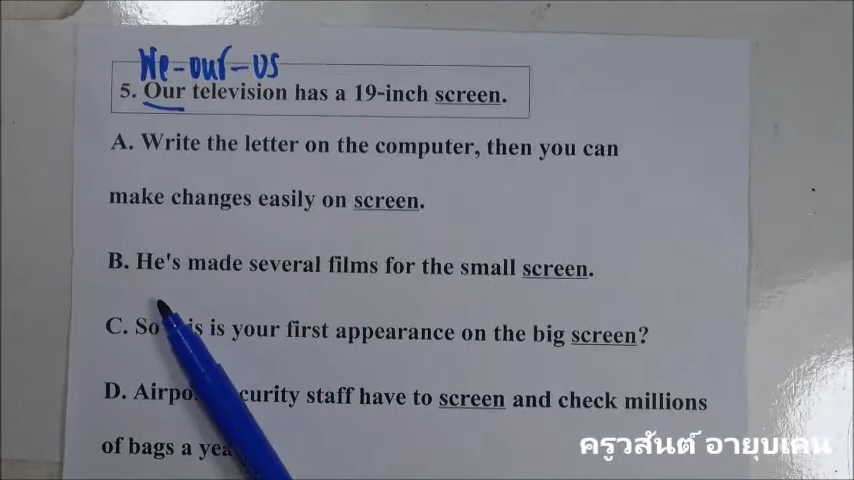 We-our-us
5. Our television has a 19-inch screen.
A. Write the letter on the computer, then you can
make changes easily on screen.
B. He's made several films for the small screen.
C. So is is your first appearance on the big screen?
D. Airpo curity staff have to screen and check millions
of bags a yea
ครูวสันต์ อายุบเคน